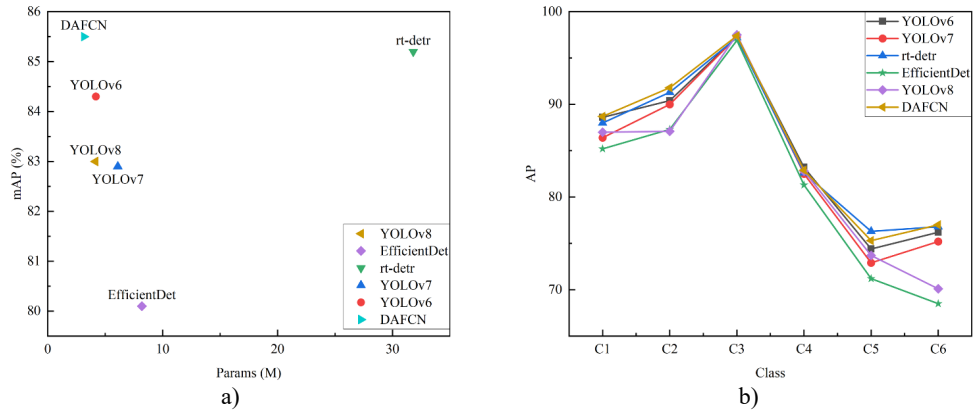 86
85
84
83
82
81
80
mAP (%)
DAFCN
rt-detr
YOLOv6
YOLOv8
YOLOv7
EfficientDet
YOLOv8
EfficientDet
rt-detr
YOLOv7
YOLOv6
DAFCN
0
10
20
30
Params (M)
a)
100
90
80
70
AP
YOLOv6
YOLOv7
rt-detr
EfficientDet
YOLOv8
DAFCN
C1
C2
C3
C4
C5
C6
Class
b)